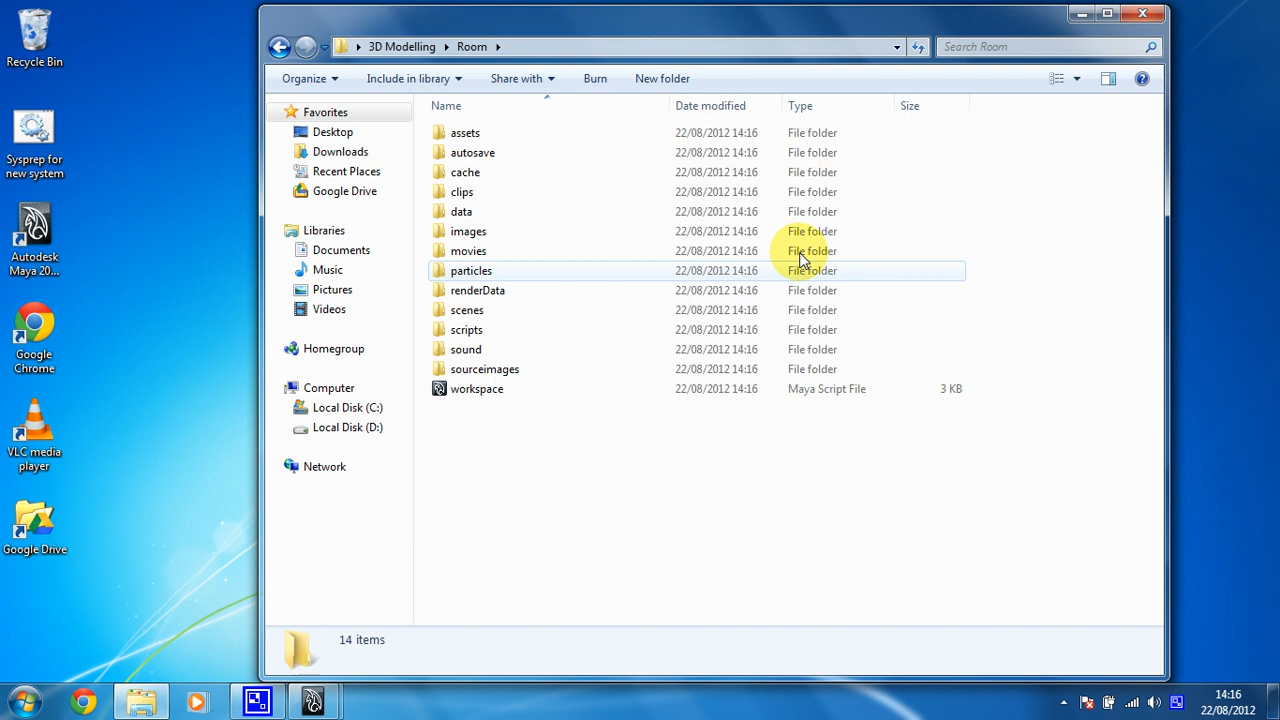 Recycle Bin
Sysprep for
new system
Autodesk
Maya 20...
Google
Chrome
VLC media
player
Google Drive
3D Modelling
Room
Search Room
Organize
Include in library
Share with
Burn
New folder
Favorites
Desktop
Downloads
Recent Places
Google Drive
Libraries
Documents
Music
Pictures
Videos
Homegroup
Computer
Local Disk (C:)
Local Disk (D:)
Network
Name Date modified Type Size
assets 22/08/2012 14:16 File folder
autosave 22/08/2012 14:16 File folder
cache 22/08/2012 14:16 File folder
clips 22/08/2012 14:16 File folder
data 22/08/2012 14:16 File folder
images 22/08/2012 14:16 File folder
movies 22/08/2012 14:16 File folder
particles 22/08/2012 14:16 File folder
renderData 22/08/2012 14:16 File folder
scenes 22/08/2012 14:16 File folder
scripts 22/08/2012 14:16 File folder
sound 22/08/2012 14:16 File folder
sourceimages 22/08/2012 14:16 File folder
workspace 22/08/2012 14:16 Maya Script File 3 KB
14 items
14:16
22/08/2012